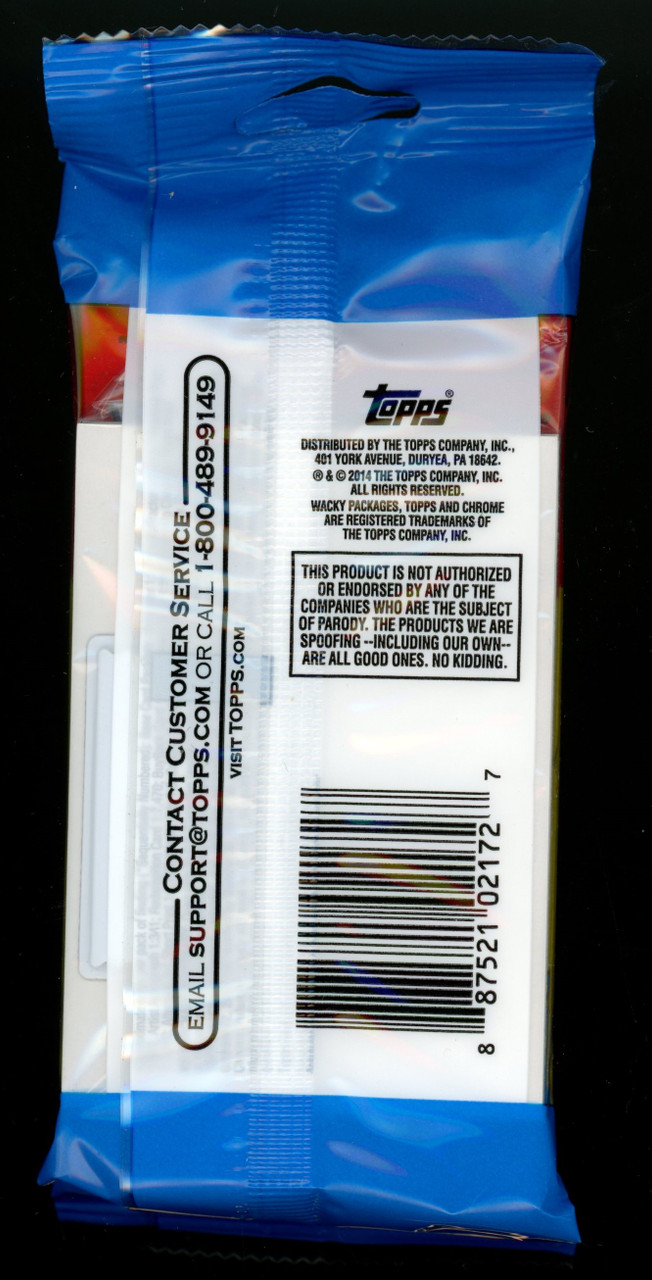 TOPPS®
DISTRIBUTED BY THE TOPPS COMPANY, INC.,
401 YORK AVENUE, DURYEA, PA 18642.
® & © 2014 THE TOPPS COMPANY, INC.
ALL RIGHTS RESERVED.
WACKY PACKAGES, TOPPS AND CHROME
ARE REGISTERED TRADEMARKS OF
THE TOPPS COMPANY, INC.
THIS PRODUCT IS NOT AUTHORIZED
OR ENDORSED BY ANY OF THE
COMPANIES WHO ARE THE SUBJECT
OF PARODY. THE PRODUCTS WE ARE
SPOOFING --INCLUDING OUR OWN--
ARE ALL GOOD ONES. NO KIDDING.
CONTACT CUSTOMER SERVICE
EMAIL SUPPORT@TOPPS.COM OR CALL 1-800-489-9149
VISIT TOPPS.COM
8 87521 02172 7